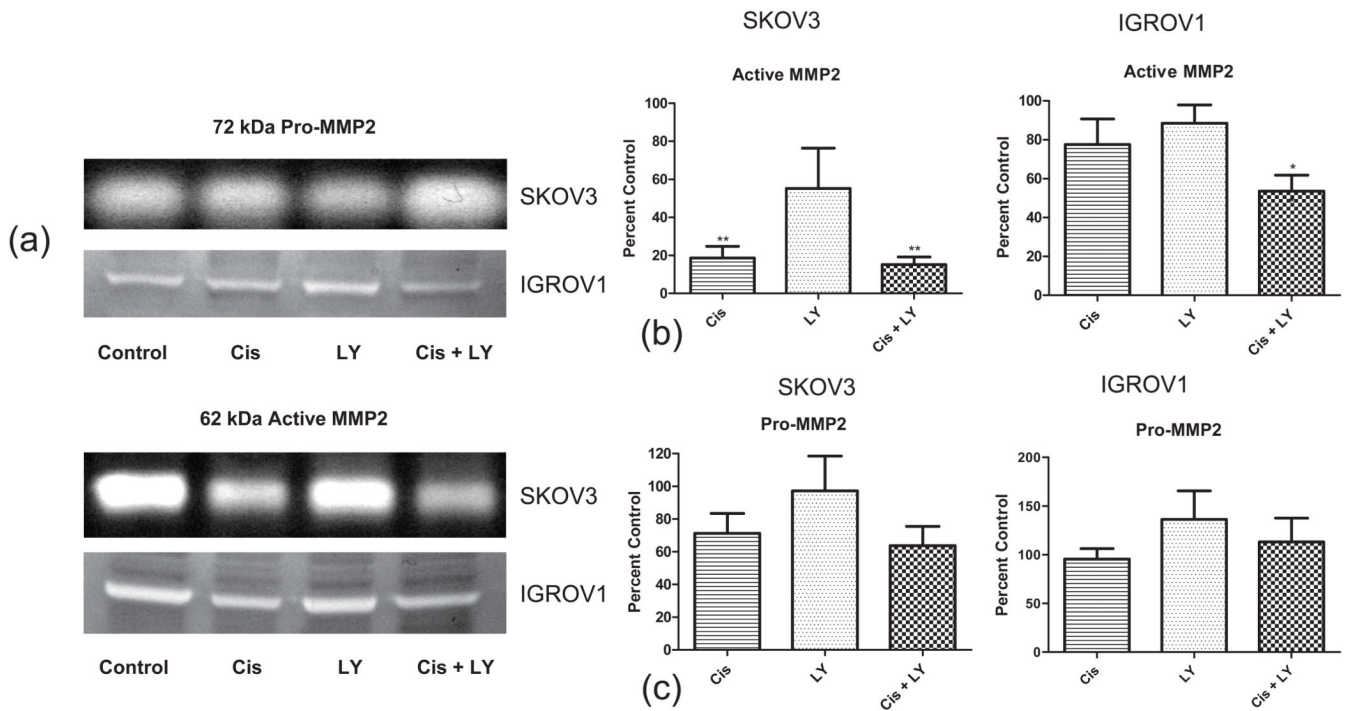 (a)
72 kDa Pro-MMP2
SKOV3
IGROV1
Control Cis LY Cis + LY
62 kDa Active MMP2
SKOV3
IGROV1
Control Cis LY Cis + LY
(b)
SKOV3
Active MMP2
Percent Control
100
80
60
40
20
0
**
**
Cis
LY
Cis + LY
IGROV1
Active MMP2
Percent Control
100
80
60
40
20
0
*
Cis
LY
Cis + LY
(c)
SKOV3
Pro-MMP2
Percent Control
120
100
80
60
40
20
0
Cis
LY
Cis + LY
IGROV1
Pro-MMP2
Percent Control
200
150
100
50
0
Cis
LY
Cis + LY